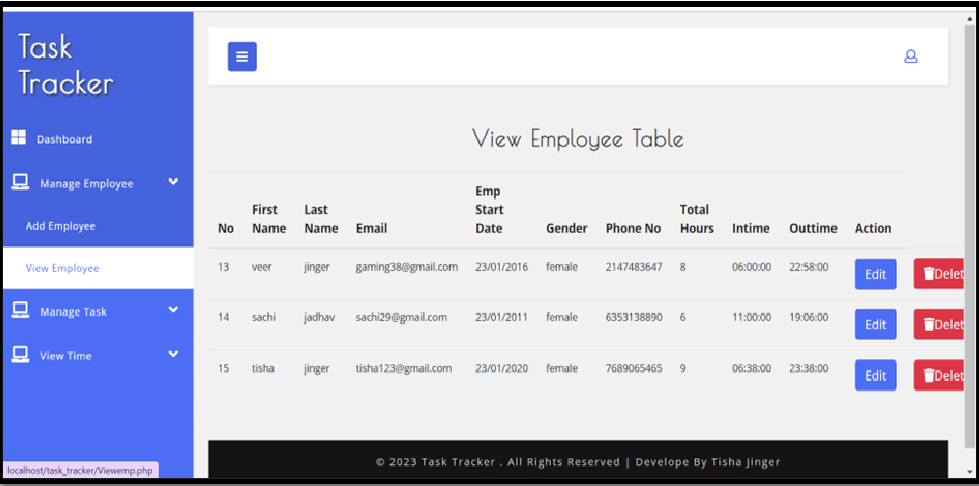 Task
Tracker
Dashboard
Manage Employee
Add Employee
View Employee
Manage Task
View Time
localhost/task_tracker/Viewemp.php
View Employee Table
No First Name Last Name Email Emp Start Date Gender Phone No Total Hours Intime Outtime Action
13 veer jinger gaming38@gmail.com 23/01/2016 female 2147483647 8 06:00:00 22:58:00 Edit Delet
14 sachi jadhav sachi29@gmail.com 23/01/2011 female 6353138890 6 11:00:00 19:06:00 Edit Delet
15 tisha jinger tisha123@gmail.com 23/01/2020 female 7689065465 9 06:38:00 23:38:00 Edit Delet
© 2023 Task Tracker . All Rights Reserved | Develope By Tisha Jinger